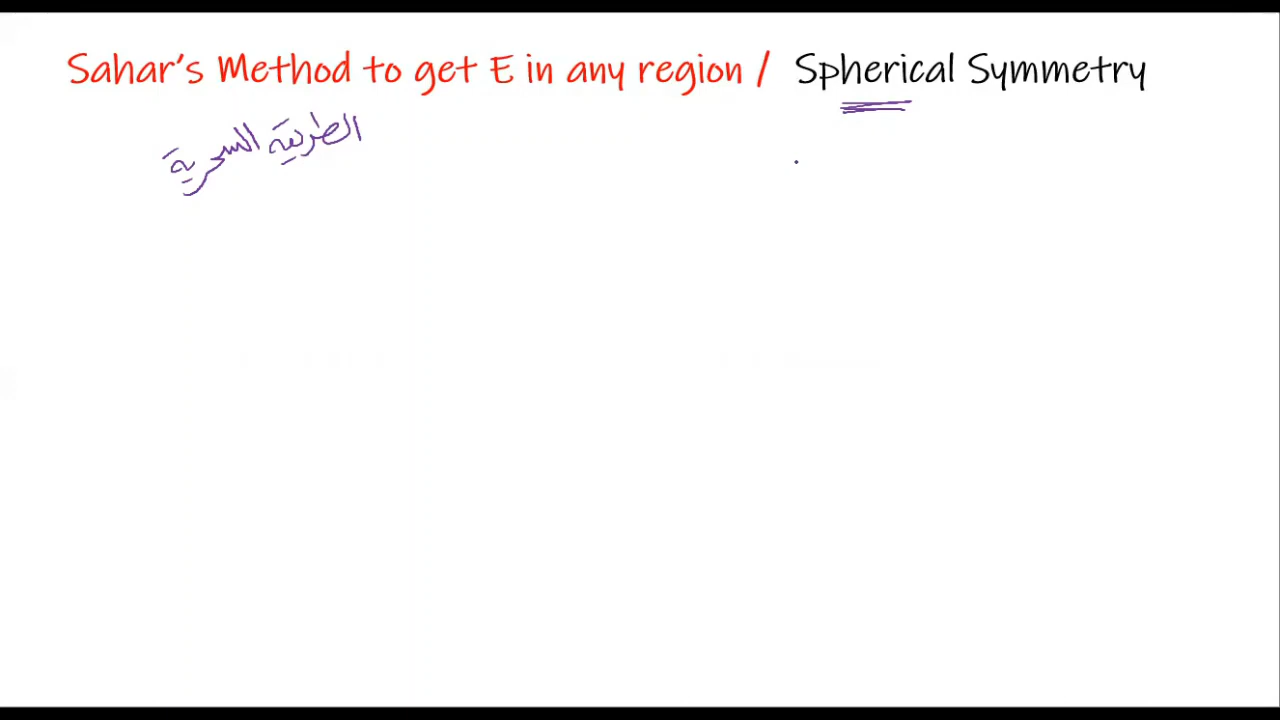 Sahar's Method to get E in any region / Spherical Symmetry
الطريقة السحرية